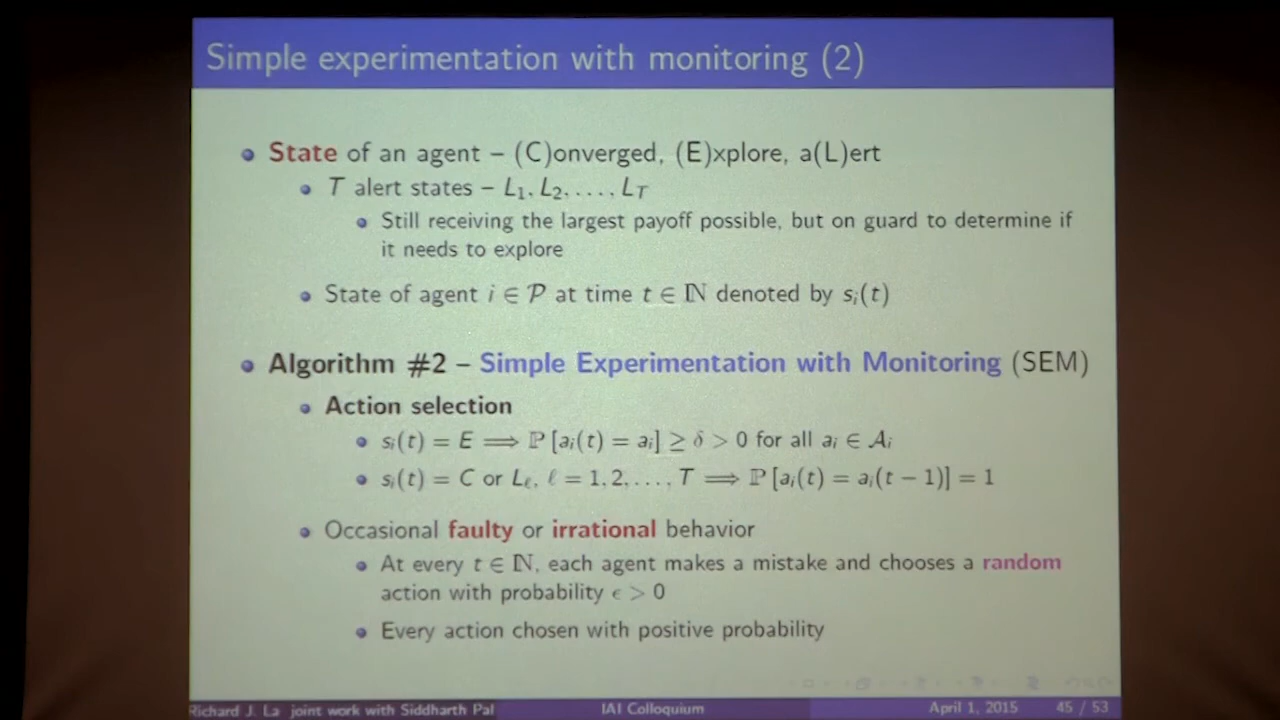 Simple experimentation with monitoring (2)
State of an agent – (C)onverged, (E)xplore, a(L)ert
T alert states – L₁, L₂, . . . , L_T
Still receiving the largest payoff possible, but on guard to determine if
it needs to explore
State of agent i ∈ 𝒫 at time t ∈ ℕ denoted by sᵢ(t)
Algorithm #2 – Simple Experimentation with Monitoring (SEM)
Action selection
sᵢ(t) = E ⟹ ℙ [aᵢ(t) = aᵢ] ≥ δ > 0 for all aᵢ ∈ 𝒜ᵢ
sᵢ(t) = C or L_ℓ, ℓ = 1, 2, . . . , T ⟹ ℙ [aᵢ(t) = aᵢ(t − 1)] = 1
Occasional faulty or irrational behavior
At every t ∈ ℕ, each agent makes a mistake and chooses a random
action with probability ϵ > 0
Every action chosen with positive probability
Richard J. La joint work with Siddharth Pal IAI Colloquium April 1, 2015 45 / 53